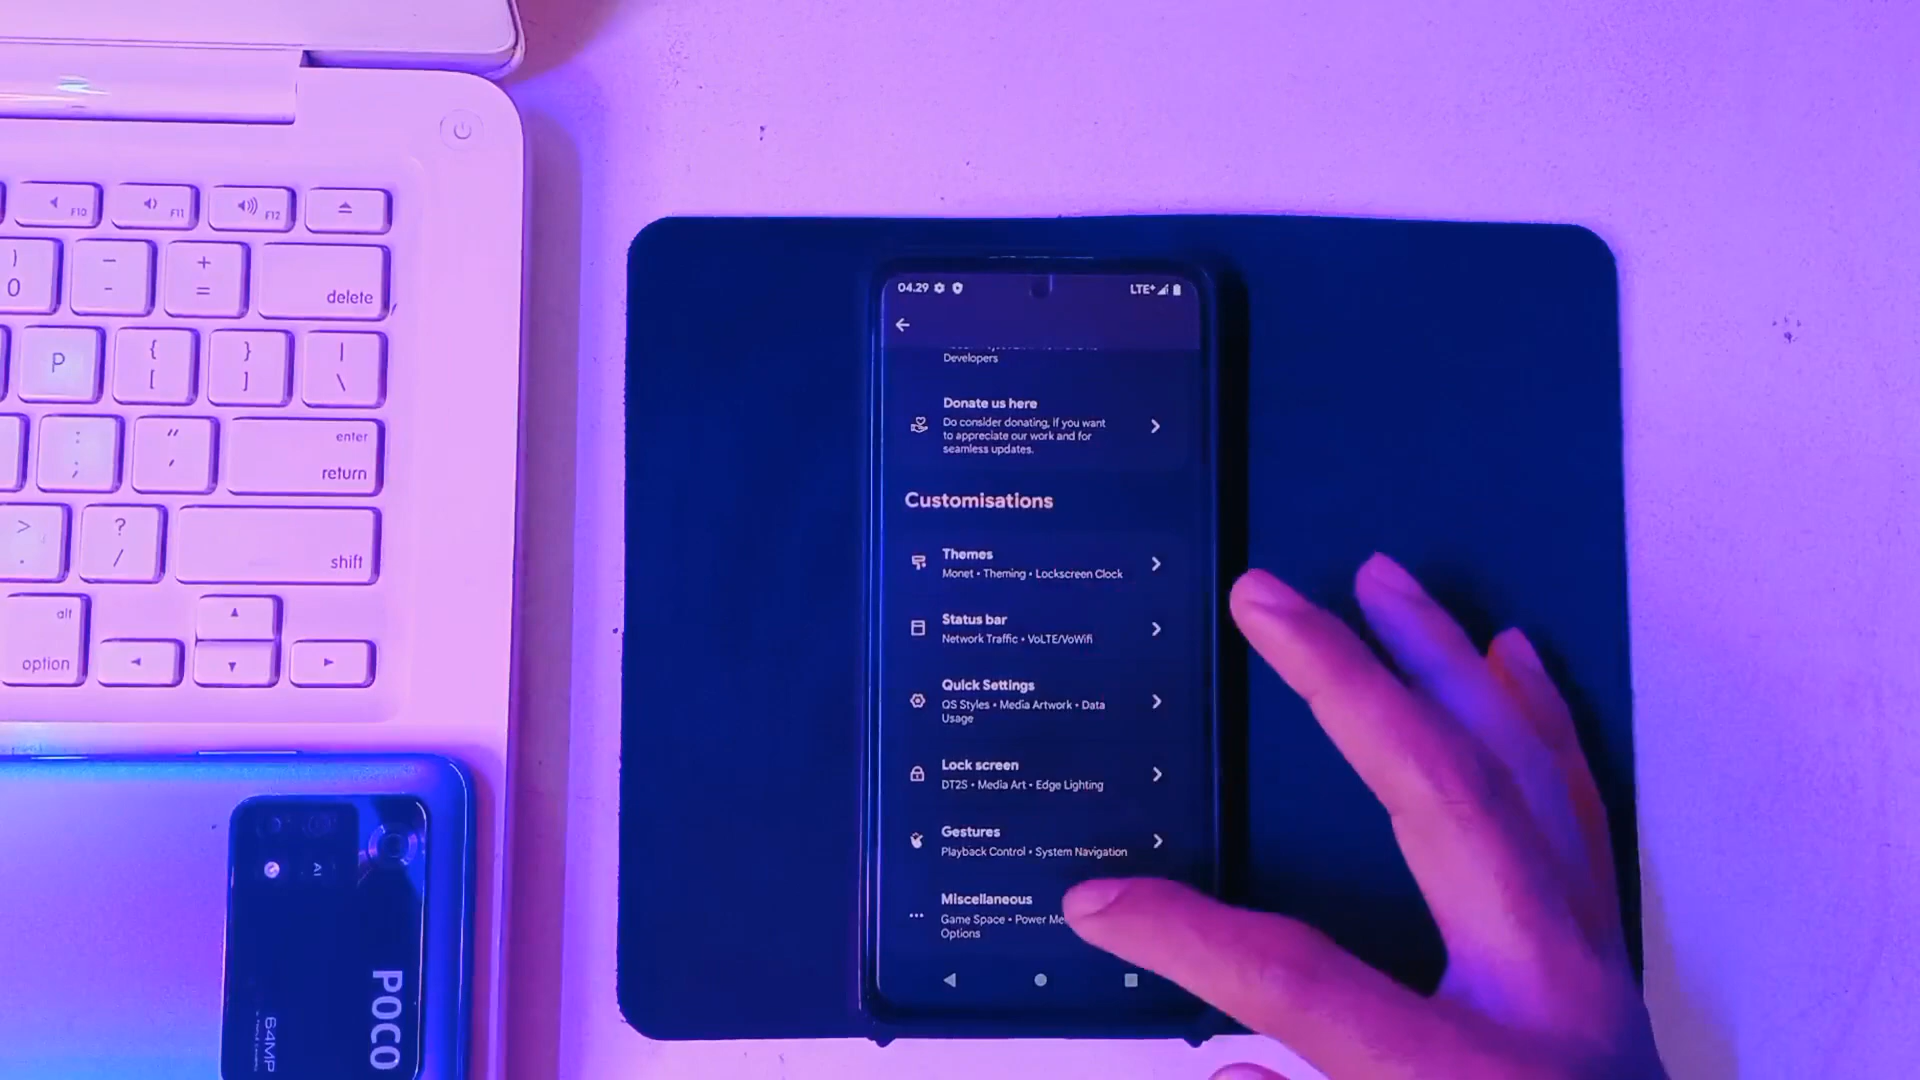 F10
F11
F12
)
0
–
-
+
=
delete
P
{
[
}
]
|
\
:
;
"
'
enter
return
>
.
?
/
shift
alt
option
04.29
LTE+
Developers
Donate us here
Do consider donating, if you want
to appreciate our work and for
seamless updates.
Customisations
Themes
Monet • Theming • Lockscreen Clock
Status bar
Network Traffic • VoLTE/VoWifi
Quick Settings
QS Styles • Media Artwork • Data
Usage
Lock screen
DT2S • Media Art • Edge Lighting
Gestures
Playback Control • System Navigation
Miscellaneous
Game Space • Power Me
Options
AI
POCO
64MP